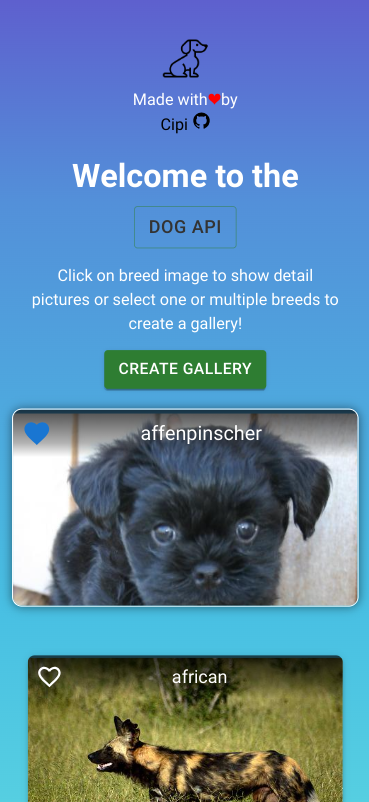 Made with❤by
Cipi
Welcome to the
DOG API
Click on breed image to show detail
pictures or select one or multiple breeds to
create a gallery!
CREATE GALLERY
affenpinscher
african